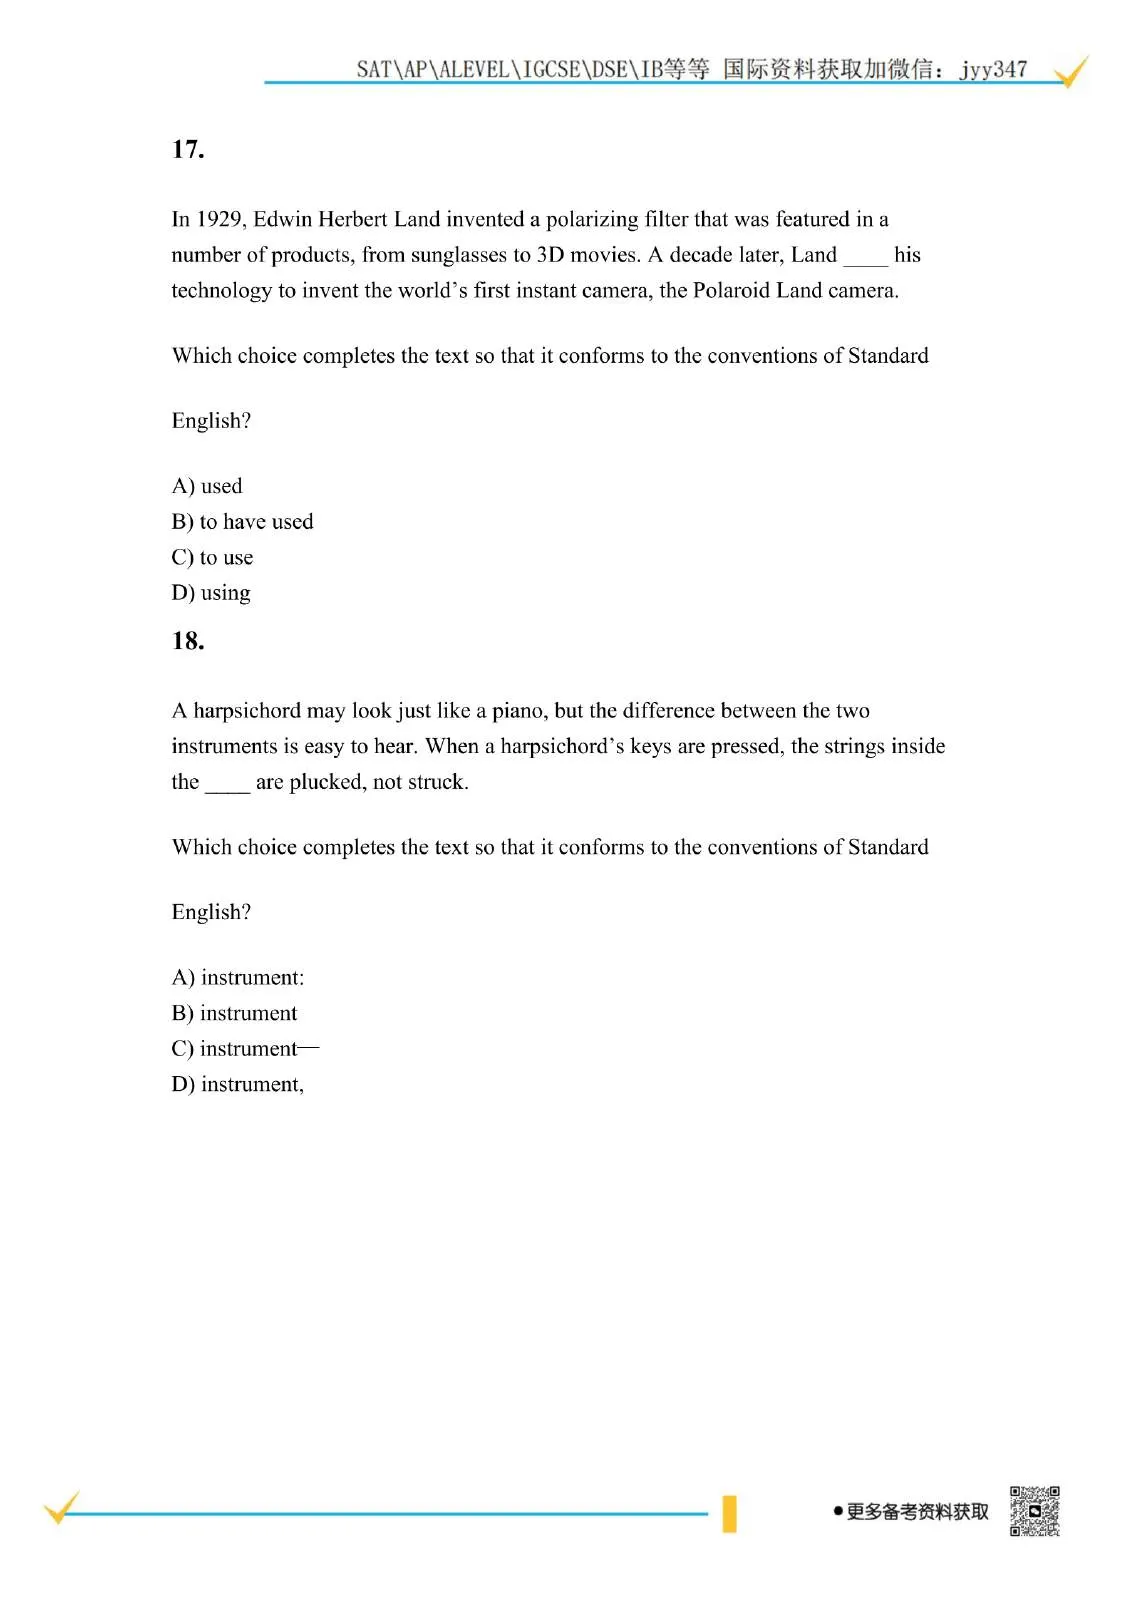 SAT\AP\ALEVEL\IGCSE\DSE\IB等等 国际资料获取加微信：jyy347
17.
In 1929, Edwin Herbert Land invented a polarizing filter that was featured in a
number of products, from sunglasses to 3D movies. A decade later, Land ____ his
technology to invent the world’s first instant camera, the Polaroid Land camera.
Which choice completes the text so that it conforms to the conventions of Standard
English?
A) used
B) to have used
C) to use
D) using
18.
A harpsichord may look just like a piano, but the difference between the two
instruments is easy to hear. When a harpsichord’s keys are pressed, the strings inside
the ____ are plucked, not struck.
Which choice completes the text so that it conforms to the conventions of Standard
English?
A) instrument:
B) instrument
C) instrument—
D) instrument,
●更多备考资料获取